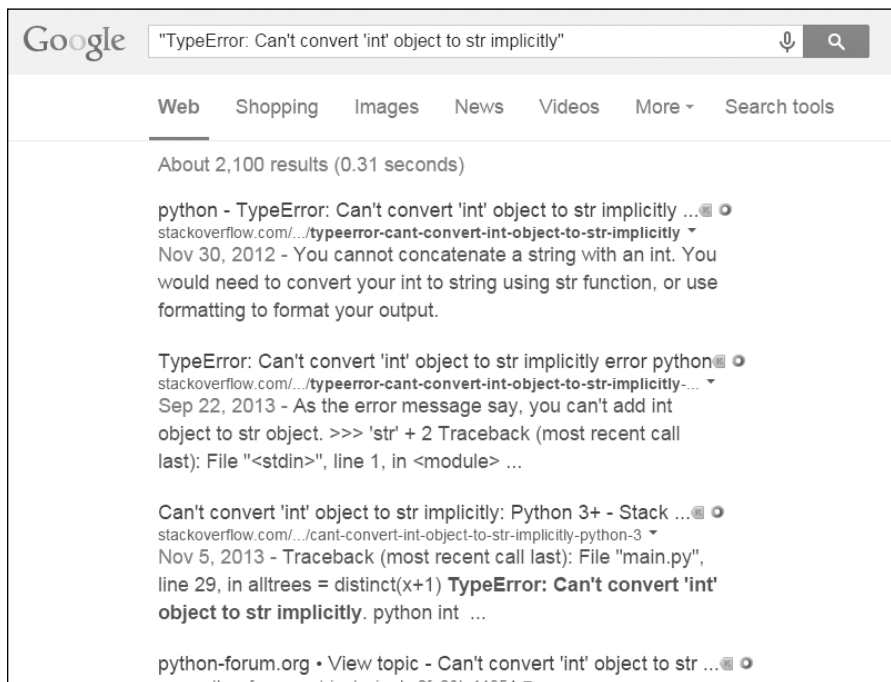 Google "TypeError: Can't convert 'int' object to str implicitly"
Web Shopping Images News Videos More Search tools
About 2,100 results (0.31 seconds)
python - TypeError: Can't convert 'int' object to str implicitly ...
stackoverflow.com/.../typeerror-cant-convert-int-object-to-str-implicitly
Nov 30, 2012 - You cannot concatenate a string with an int. You
would need to convert your int to string using str function, or use
formatting to format your output.
TypeError: Can't convert 'int' object to str implicitly error python
stackoverflow.com/.../typeerror-cant-convert-int-object-to-str-implicitly-...
Sep 22, 2013 - As the error message say, you can't add int
object to str object. >>> 'str' + 2 Traceback (most recent call
last): File "<stdin>", line 1, in <module> ...
Can't convert 'int' object to str implicitly: Python 3+ - Stack ...
stackoverflow.com/.../cant-convert-int-object-to-str-implicitly-python-3
Nov 5, 2013 - Traceback (most recent call last): File "main.py",
line 29, in alltrees = distinct(x+1) TypeError: Can't convert 'int'
object to str implicitly. python int ...
python-forum.org • View topic - Can't convert 'int' object to str ...